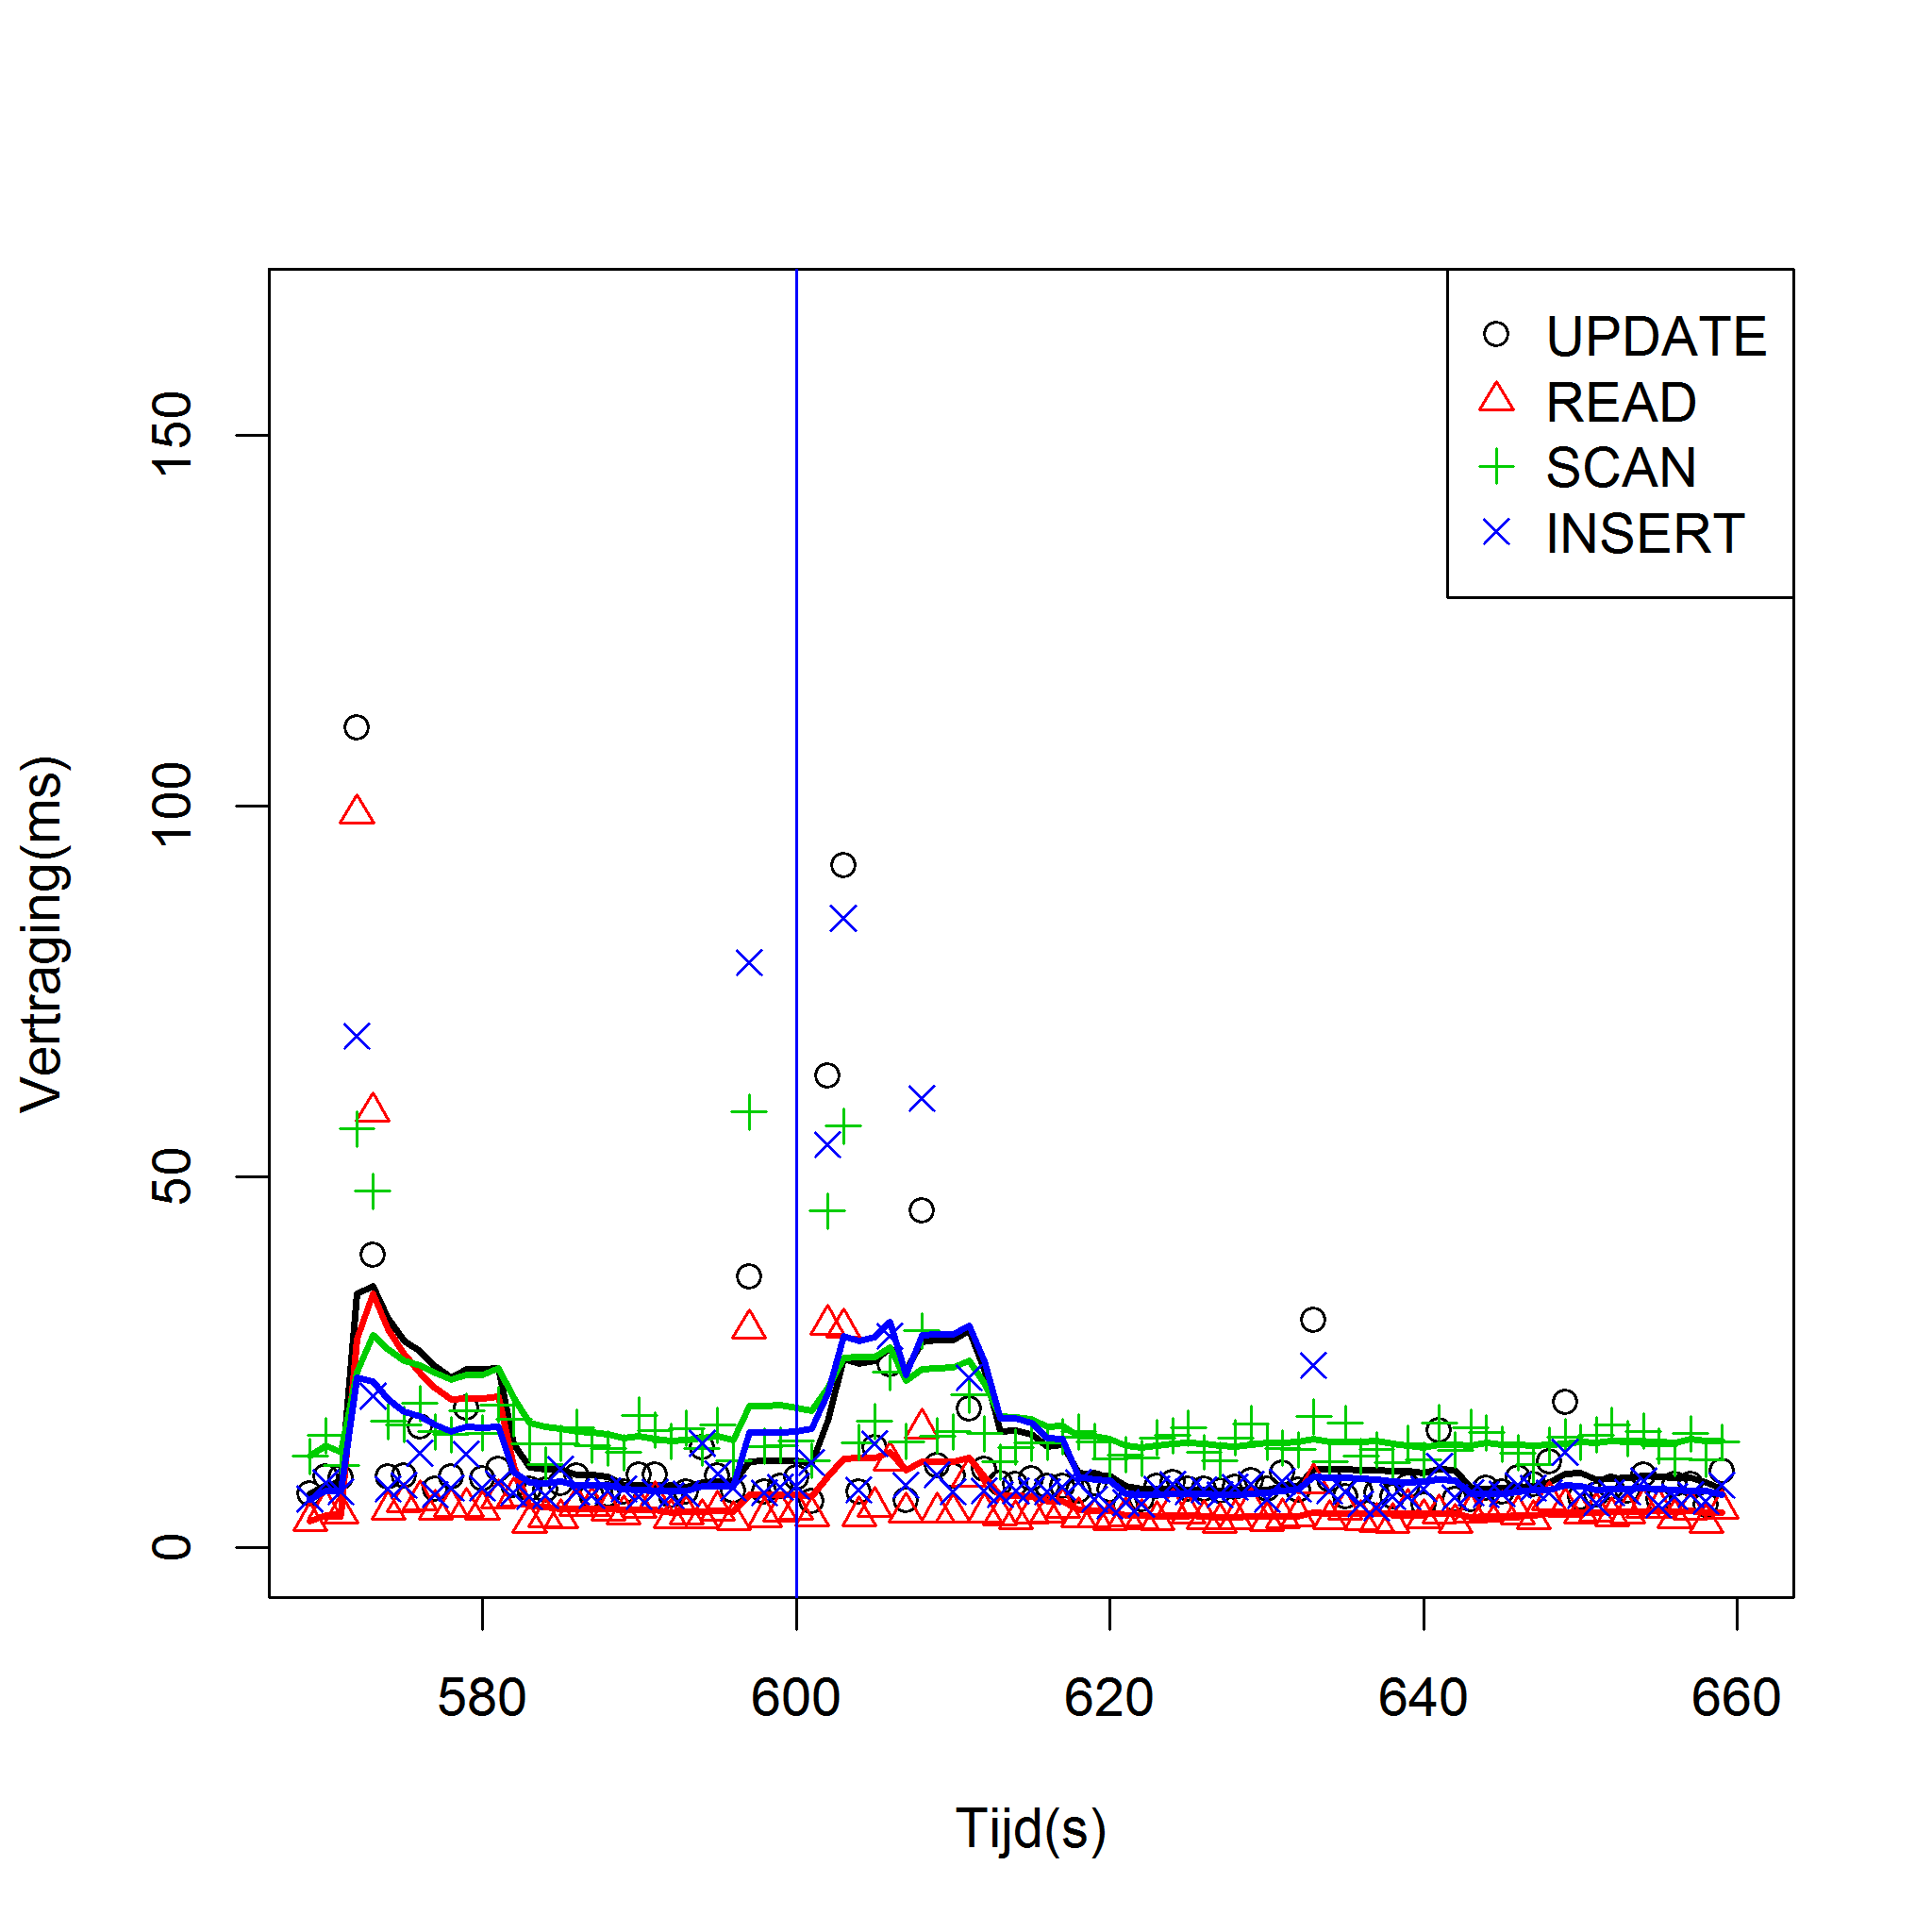 UPDATE
READ
SCAN
INSERT
150
100
50
0
Vertraging(ms)
580 600 620 640 660
Tijd(s)